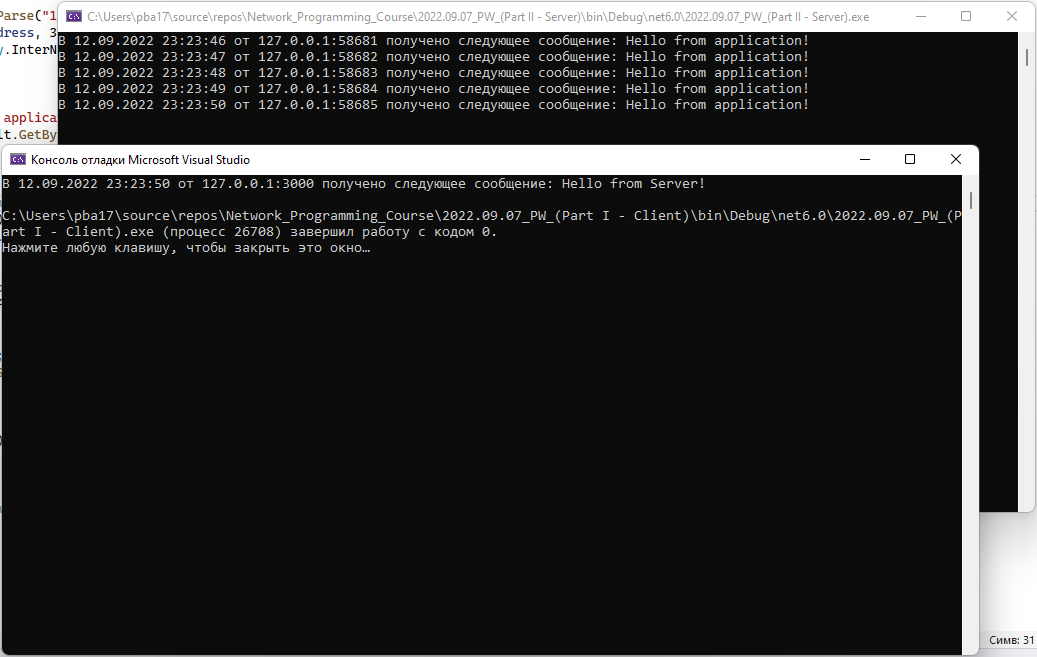 Parse("1
C:\Users\pba17\source\repos\Network_Programming_Course\2022.09.07_PW_(Part II - Server)\bin\Debug\net6.0\2022.09.07_PW_(Part II - Server).exe
dress, 3
y.InterN
В 12.09.2022 23:23:46 от 127.0.0.1:58681 получено следующее сообщение: Hello from application!
В 12.09.2022 23:23:47 от 127.0.0.1:58682 получено следующее сообщение: Hello from application!
В 12.09.2022 23:23:48 от 127.0.0.1:58683 получено следующее сообщение: Hello from application!
В 12.09.2022 23:23:49 от 127.0.0.1:58684 получено следующее сообщение: Hello from application!
В 12.09.2022 23:23:50 от 127.0.0.1:58685 получено следующее сообщение: Hello from application!
applica
lt.GetBy
Консоль отладки Microsoft Visual Studio
В 12.09.2022 23:23:50 от 127.0.0.1:3000 получено следующее сообщение: Hello from Server!
C:\Users\pba17\source\repos\Network_Programming_Course\2022.09.07_PW_(Part I - Client)\bin\Debug\net6.0\2022.09.07_PW_(P
art I - Client).exe (процесс 26708) завершил работу с кодом 0.
Нажмите любую клавишу, чтобы закрыть это окно…
Симв: 31